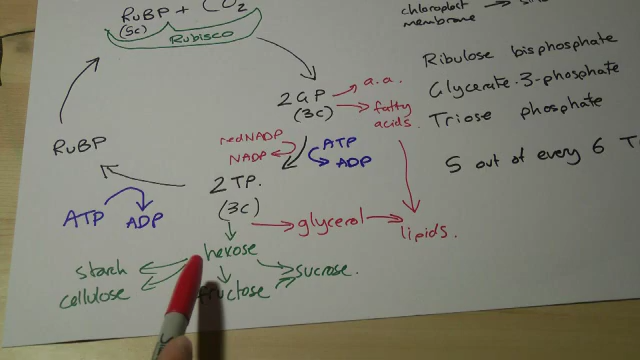 RuBP + CO2
(5c)
Rubisco
chloroplast
membrane
Ribulose bisphosphate
Glycerate-3-phosphate
Triose phosphate
5 out of every 6 T
2GP
(3C)
a.a.
fatty
acids.
redNADP
NADP
ATP
ADP
RuBP
2 TP.
(3C)
ATP
ADP
glycerol
lipids.
hexose
starch
cellulose
fructose
sucrose.